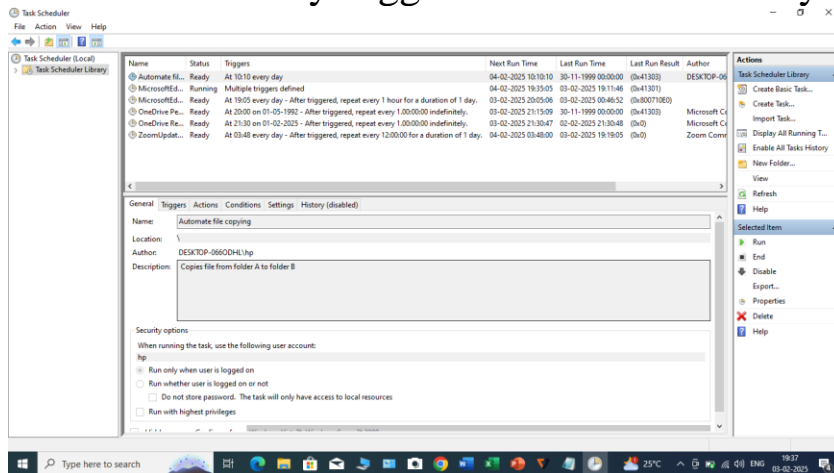 Task Scheduler
File Action View Help
Task Scheduler (Local)
Task Scheduler Library
Name Status Triggers Next Run Time Last Run Time Last Run Result Author
Automate fil... Ready At 10:10 every day 04-02-2025 10:10:10 30-11-1999 00:00:00 (0x41303) DESKTOP-06
MicrosoftEd... Running Multiple triggers defined 04-02-2025 19:35:05 03-02-2025 19:11:46 (0x41301)
MicrosoftEd... Ready At 19:05 every day - After triggered, repeat every 1 hour for a duration of 1 day. 03-02-2025 20:05:06 03-02-2025 00:46:52 (0x800710E0)
OneDrive Pe... Ready At 20:00 on 01-05-1992 - After triggered, repeat every 1.00:00:00 indefinitely. 03-02-2025 21:15:09 30-11-1999 00:00:00 (0x41303) Microsoft Co
OneDrive Re... Ready At 21:30 on 01-02-2025 - After triggered, repeat every 1.00:00:00 indefinitely. 03-02-2025 21:30:47 02-02-2025 21:30:48 (0x0) Microsoft Co
ZoomUpdat... Ready At 03:48 every day - After triggered, repeat every 12:00:00 for a duration of 1 day. 04-02-2025 03:48:00 03-02-2025 19:19:05 (0x0) Zoom Comr
General Triggers Actions Conditions Settings History (disabled)
Name: Automate file copying
Location: \
Author: DESKTOP-066ODHL\hp
Description: Copies file from folder A to folder B
Security options
When running the task, use the following user account:
hp
Run only when user is logged on
Run whether user is logged on or not
Do not store password. The task will only have access to local resources
Run with highest privileges
Actions
Task Scheduler Library
Create Basic Task...
Create Task...
Import Task...
Display All Running T...
Enable All Tasks History
New Folder...
View
Refresh
Help
Selected Item
Run
End
Disable
Export...
Properties
Delete
Help
Type here to search
25°C
ENG
19:37
03-02-2025